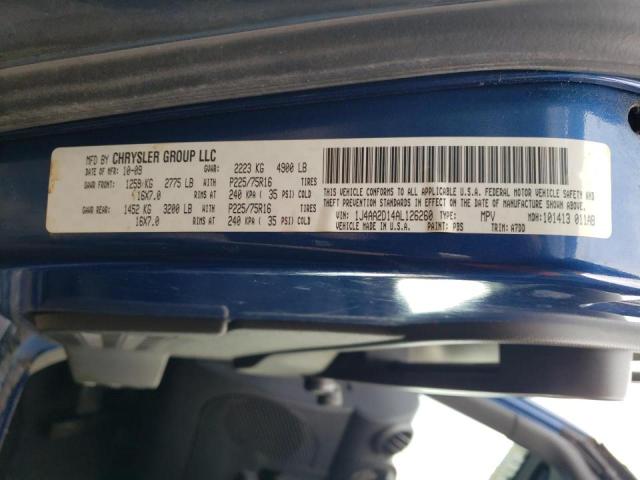 MFD BY CHRYSLER GROUP LLC
DATE OF MFR: 10-09 GVWR: 2223 KG 4900 LB
GAWR FRONT: 1259 KG 2775 LB WITH P225/75R16 TIRES
16X7.0 RIMS AT 240 KPA ( 35 PSI) COLD
GAWR REAR: 1452 KG 3200 LB WITH P225/75R16 TIRES
16X7.0 RIMS AT 240 KPA ( 35 PSI) COLD
THIS VEHICLE CONFORMS TO ALL APPLICABLE U.S.A. FEDERAL MOTOR VEHICLE SAFETY AND
THEFT PREVENTION STANDARDS IN EFFECT ON THE DATE OF MANUFACTURE SHOWN ABOVE.
VIN: 1J4AA2D14AL126260 TYPE: MPV MDH: 101413 011AB
VEHICLE MADE IN U.S.A. PAINT: PBS TRIM: A7DD